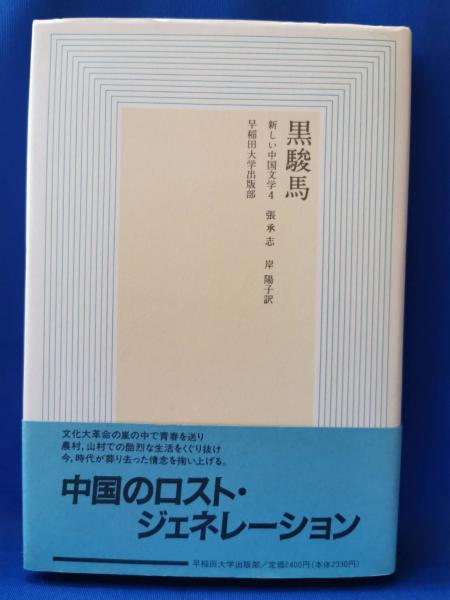 黒駿馬
新しい中国文学4 張承志 岸陽子訳
早稲田大学出版部
文化大革命の嵐の中で青春を送り
農村，山村での酷烈な生活をくぐり抜け
今，時代が葬り去った情念を掬い上げる。
中国のロスト・
ジェネレーション
早稲田大学出版部／定価2400円（本体2330円）